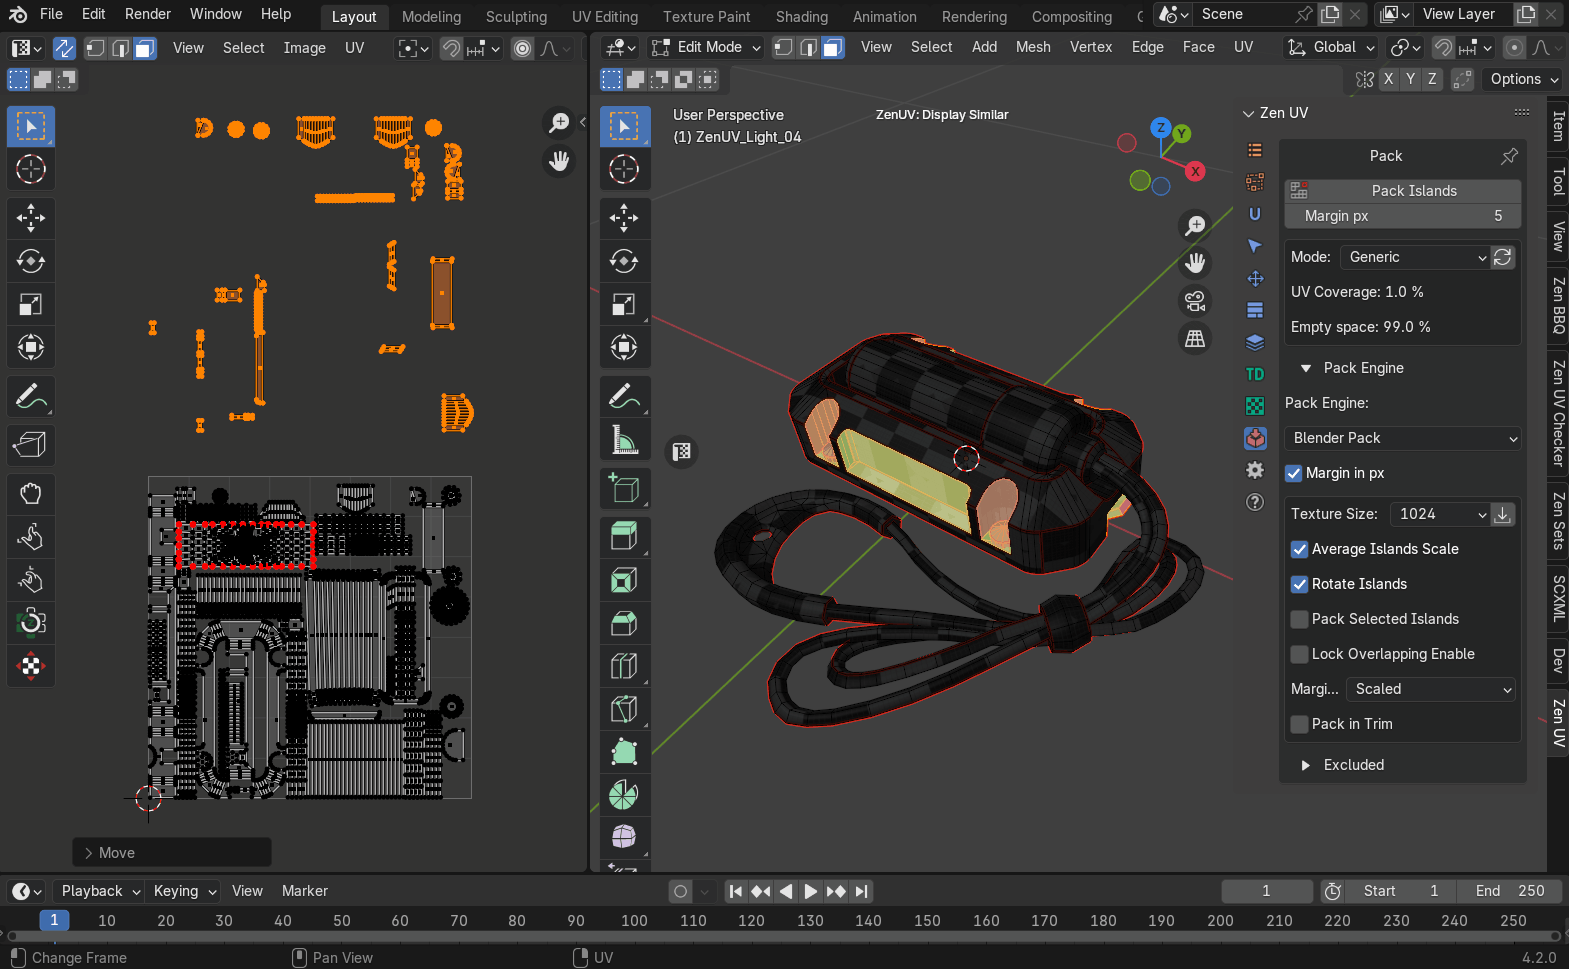 File Edit Render Window Help Layout Modeling Sculpting UV Editing Texture Paint Shading Animation Rendering Compositing Scene View Layer
View Select Image UV
Edit Mode View Select Add Mesh Vertex Edge Face UV Global
X Y Z Options
User Perspective
(1) ZenUV_Light_04
ZenUV: Display Similar
Z
Y
X
Zen UV
Pack
Pack Islands
Margin px 5
Mode: Generic
UV Coverage: 1.0 %
Empty space: 99.0 %
Pack Engine
TD
Pack Engine:
Blender Pack
Margin in px
Texture Size: 1024
Average Islands Scale
Rotate Islands
Pack Selected Islands
Lock Overlapping Enable
Margi... Scaled
Pack in Trim
Excluded
Item
Tool
View
Zen BBQ
Zen UV Checker
Zen Sets
SCXML
Dev
Zen UV
Move
Playback Keying View Marker 1 Start 1 End 250
1 10 20 30 40 50 60 70 80 90 100 110 120 130 140 150 160 170 180 190 200 210 220 230 240 250
Change Frame Pan View UV 4.2.0